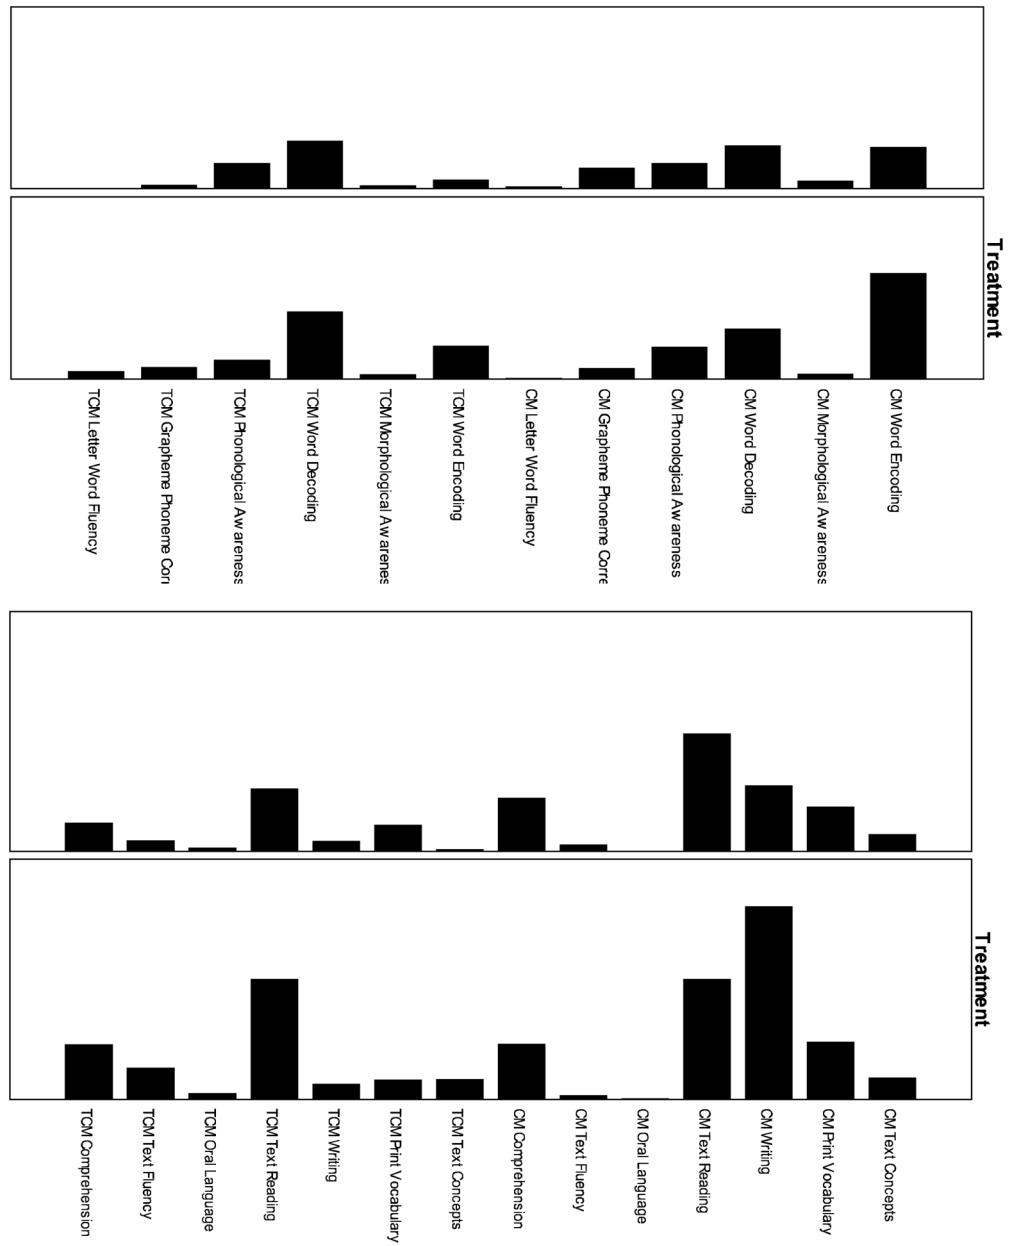 Treatment
TCM Letter Word Fluency
TCM Grapheme Phoneme Corr
TCM Phonological Awareness
TCM Word Decoding
TCM Morphological Awarenes
TCM Word Encoding
CM Letter Word Fluency
CM Grapheme Phoneme Corre
CM Phonological Awareness
CM Word Decoding
CM Morphological Awareness
CM Word Encoding
Treatment
TCM Comprehension
TCM Text Fluency
TCM Oral Language
TCM Text Reading
TCM Writing
TCM Print Vocabulary
TCM Text Concepts
CM Comprehension
CM Text Fluency
CM Oral Language
CM Text Reading
CM Writing
CM Print Vocabulary
CM Text Concepts